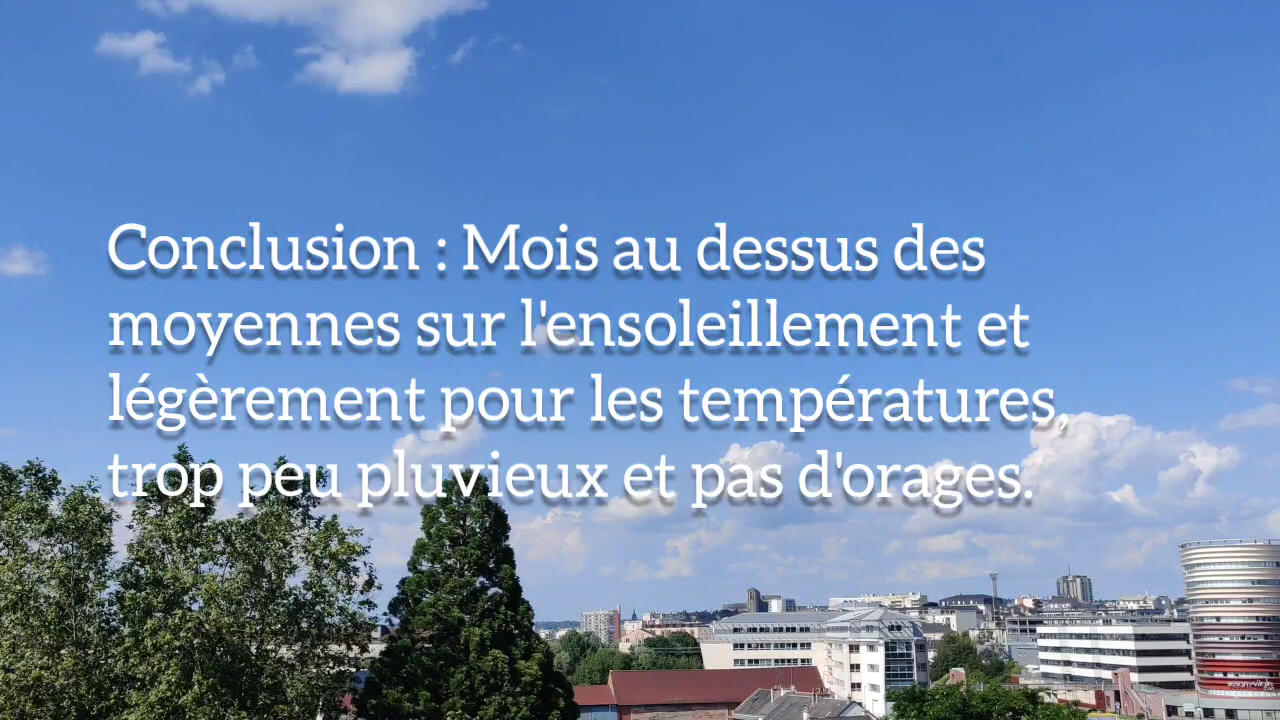 Conclusion : Mois au dessus des
moyennes sur l'ensoleillement et
légèrement pour les températures,
trop peu pluvieux et pas d'orages.